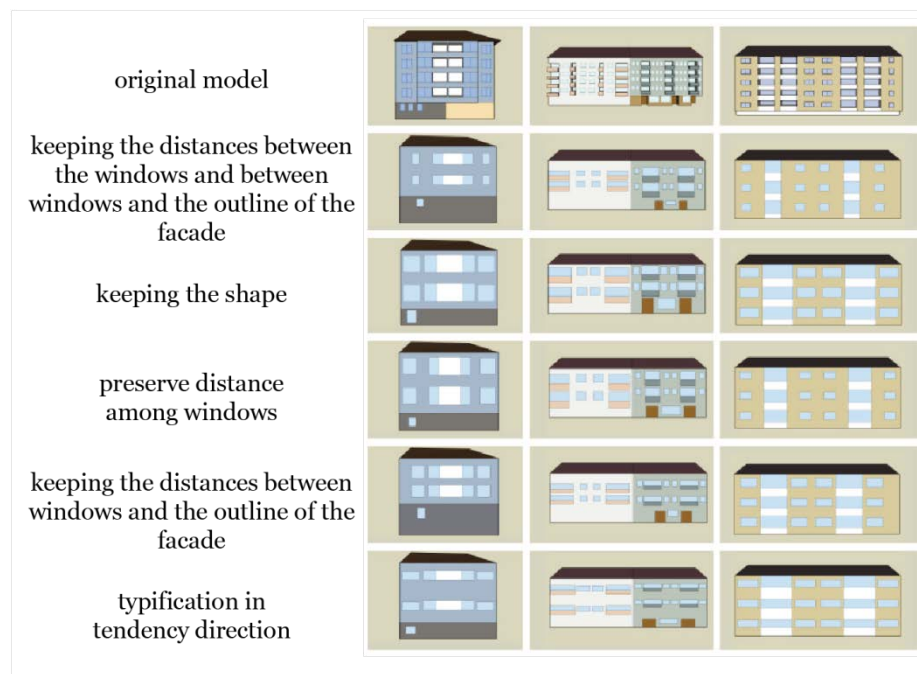 original model
keeping the distances between
the windows and between
windows and the outline of the
facade
keeping the shape
preserve distance
among windows
keeping the distances between
windows and the outline of the
facade
typification in
tendency direction